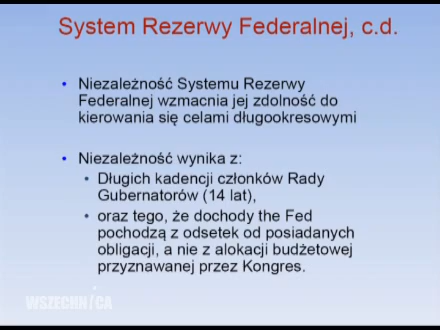 System Rezerwy Federalnej, c.d.
• Niezależność Systemu Rezerwy
Federalnej wzmacnia jej zdolność do
kierowania się celami długookresowymi
• Niezależność wynika z:
• Długich kadencji członków Rady
Gubernatorów (14 lat),
• oraz tego, że dochody the Fed
pochodzą z odsetek od posiadanych
obligacji, a nie z alokacji budżetowej
przyznawanej przez Kongres.
WSZECHNICA